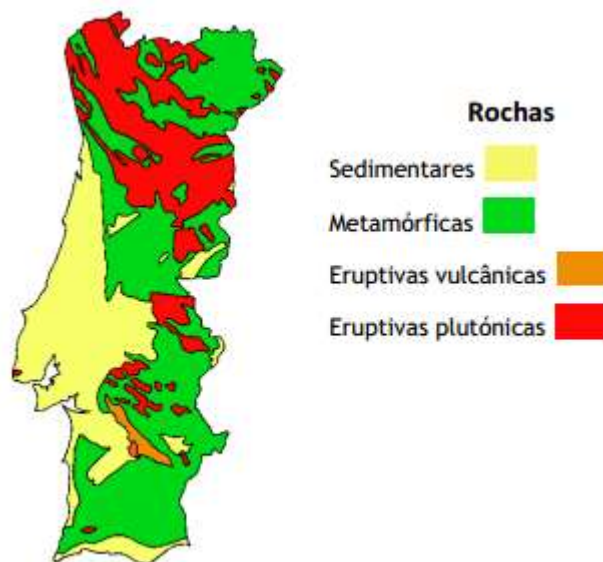 Rochas
Sedimentares
Metamórficas
Eruptivas vulcânicas
Eruptivas plutónicas